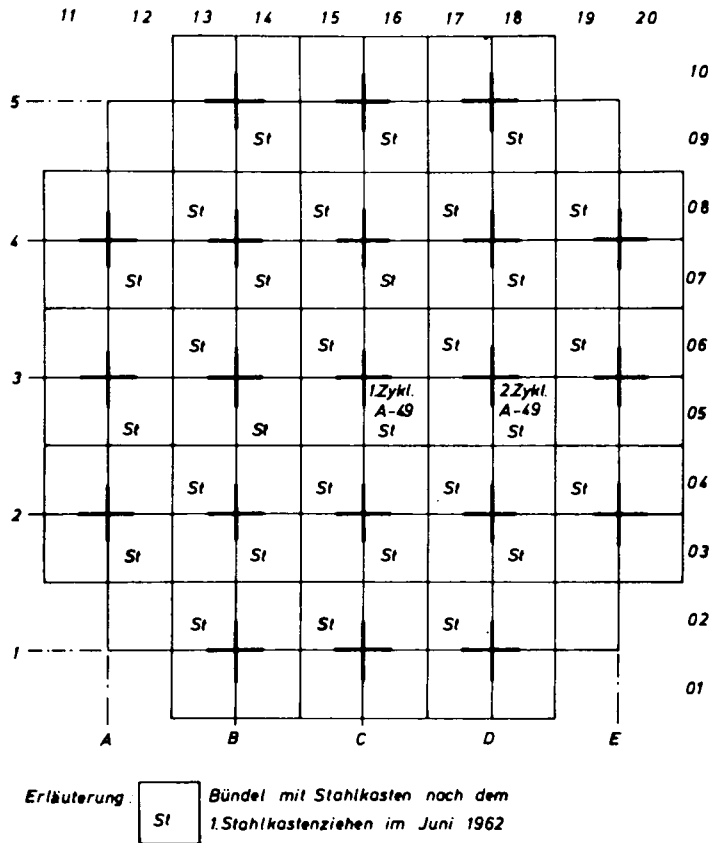 11 12 13 14 15 16 17 18 19 20
10
5
St St St 09
St St St St 08
4
St St St St 07
St St St St 06
3
1.Zykl. 2.Zykl.
A-49 A-49 05
St St St St
St St St St 04
2
St St St St 03
St St St 02
1
01
A B C D E
Erläuterung: Bündel mit Stahlkasten nach dem
St 1.Stahlkastenziehen im Juni 1962